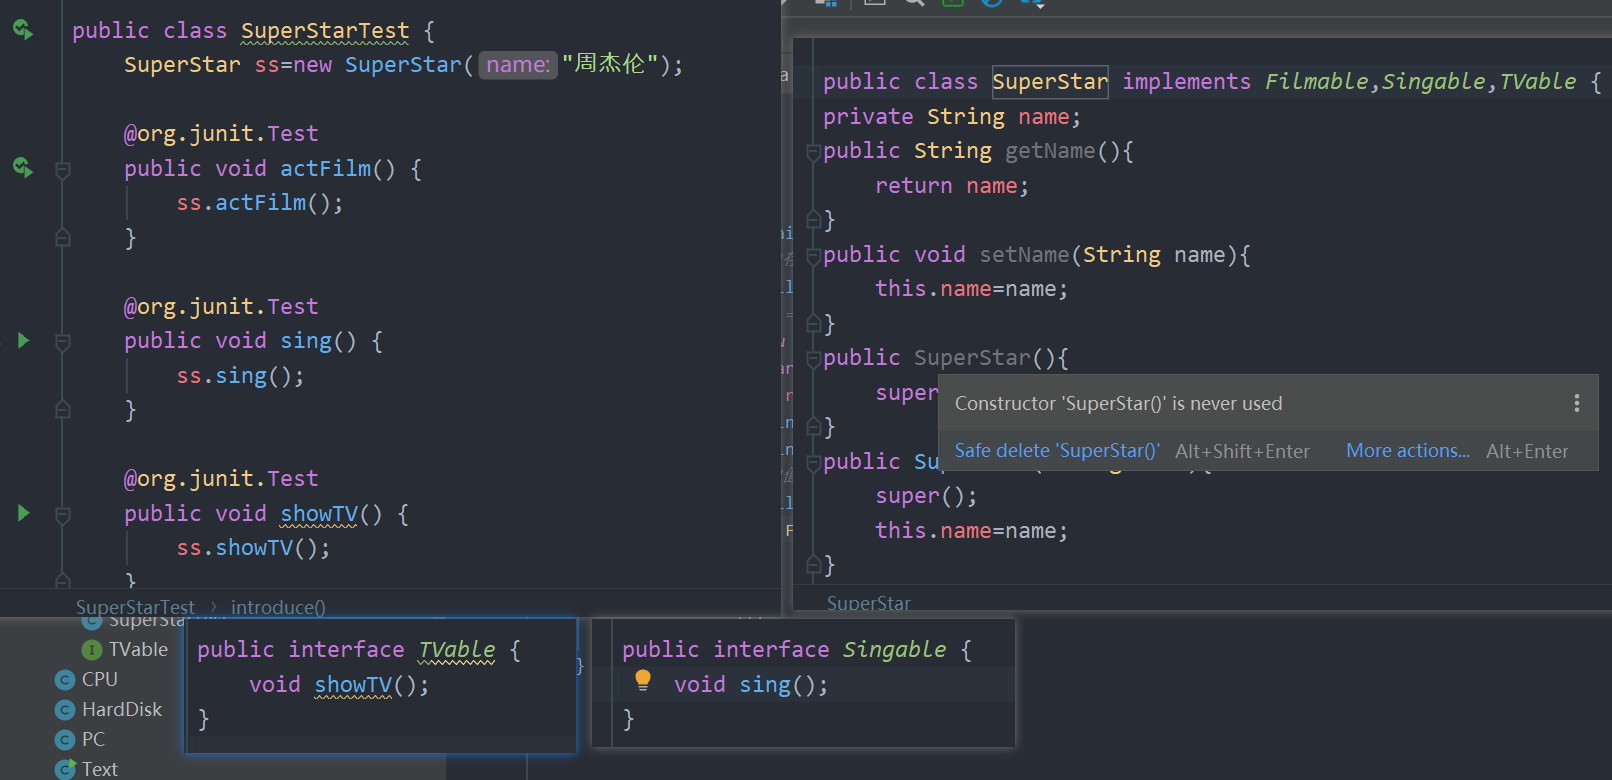 public class SuperStarTest {
SuperStar ss=new SuperStar( name: "周杰伦");
@org.junit.Test
public void actFilm() {
ss.actFilm();
}
@org.junit.Test
public void sing() {
ss.sing();
}
@org.junit.Test
public void showTV() {
ss.showTV();
}
SuperStarTest > introduce()
public class SuperStar implements Filmable,Singable,TVable {
private String name;
public String getName(){
return name;
}
public void setName(String name){
this.name=name;
}
public SuperStar(){
super
Constructor 'SuperStar()' is never used
Safe delete 'SuperStar()' Alt+Shift+Enter More actions... Alt+Enter
}
public Su
){
super();
this.name=name;
}
SuperStar
TVable
CPU
HardDisk
PC
Text
public interface TVable {
void showTV();
}
}
public interface Singable {
void sing();
}